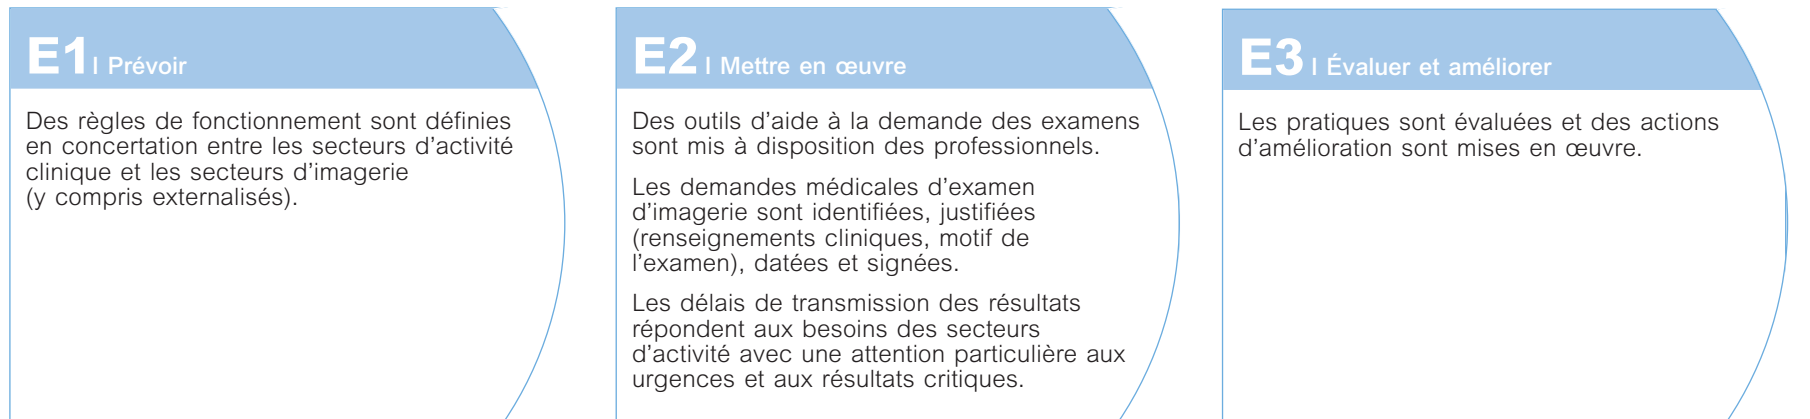 E1 I Prévoir
Des règles de fonctionnement sont définies
en concertation entre les secteurs d’activité
clinique et les secteurs d’imagerie
(y compris externalisés).
E2 I Mettre en œuvre
Des outils d’aide à la demande des examens
sont mis à disposition des professionnels.
Les demandes médicales d’examen
d’imagerie sont identifiées, justifiées
(renseignements cliniques, motif de
l’examen), datées et signées.
Les délais de transmission des résultats
répondent aux besoins des secteurs
d’activité avec une attention particulière aux
urgences et aux résultats critiques.
E3 I Évaluer et améliorer
Les pratiques sont évaluées et des actions
d’amélioration sont mises en œuvre.